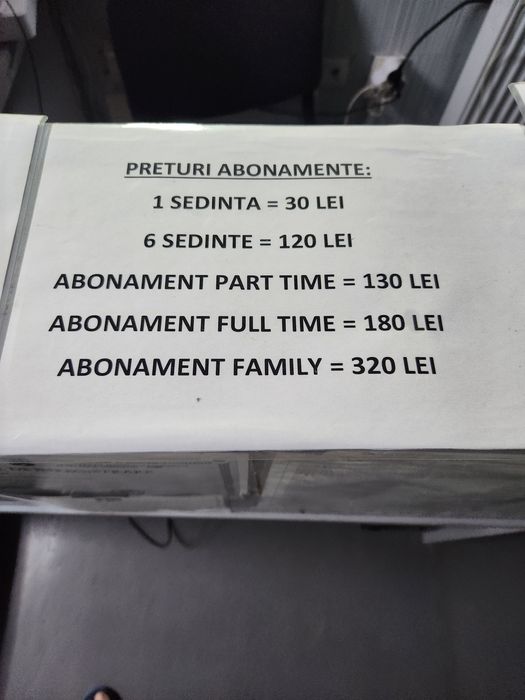 PRETURI ABONAMENTE:
1 SEDINTA = 30 LEI
6 SEDINTE = 120 LEI
ABONAMENT PART TIME = 130 LEI
ABONAMENT FULL TIME = 180 LEI
ABONAMENT FAMILY = 320 LEI